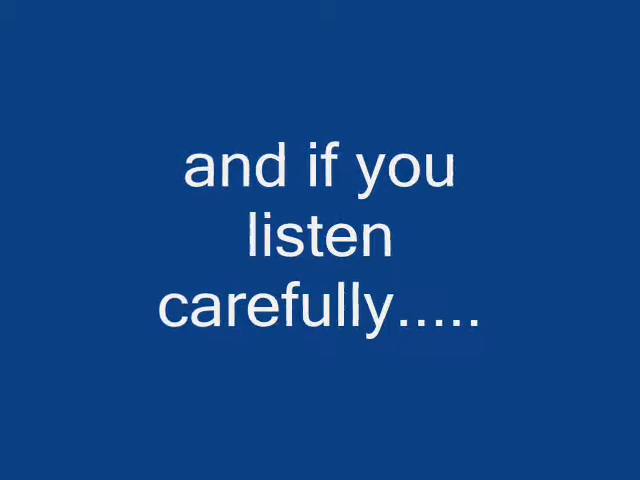 and if you
listen
carefully.....